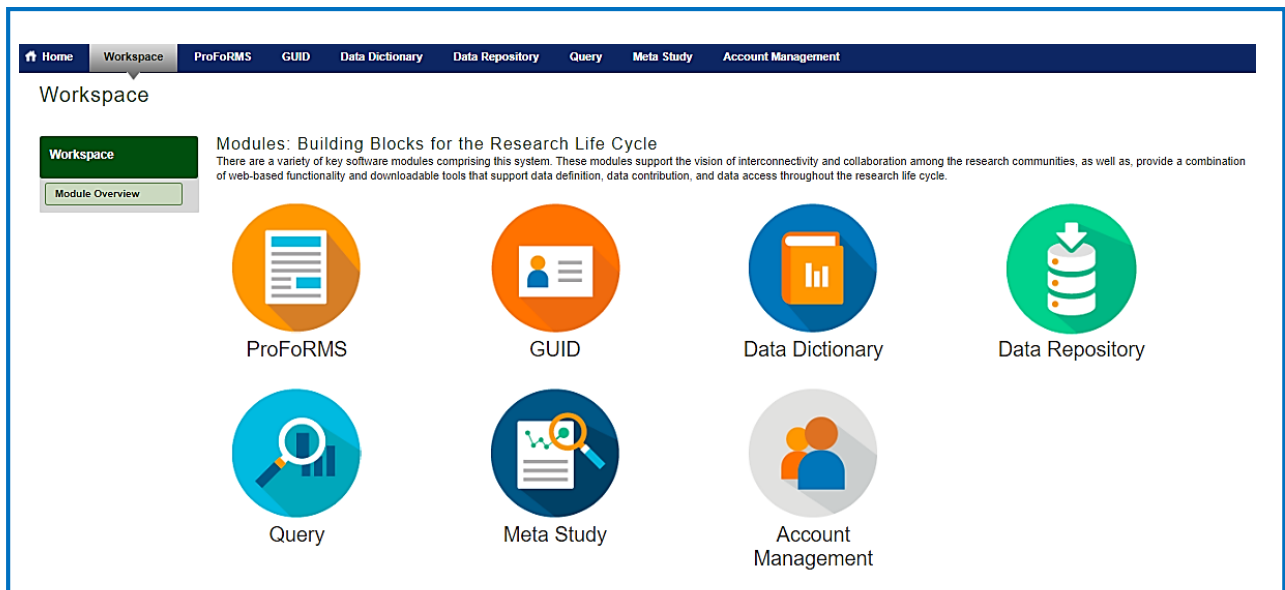 Home Workspace ProFoRMS GUID Data Dictionary Data Repository Query Meta Study Account Management
Workspace
Workspace
Module Overview
Modules: Building Blocks for the Research Life Cycle
There are a variety of key software modules comprising this system. These modules support the vision of interconnectivity and collaboration among the research communities, as well as, provide a combination
of web-based functionality and downloadable tools that support data definition, data contribution, and data access throughout the research life cycle.
ProFoRMS
GUID
Data Dictionary
Data Repository
Query
Meta Study
Account
Management